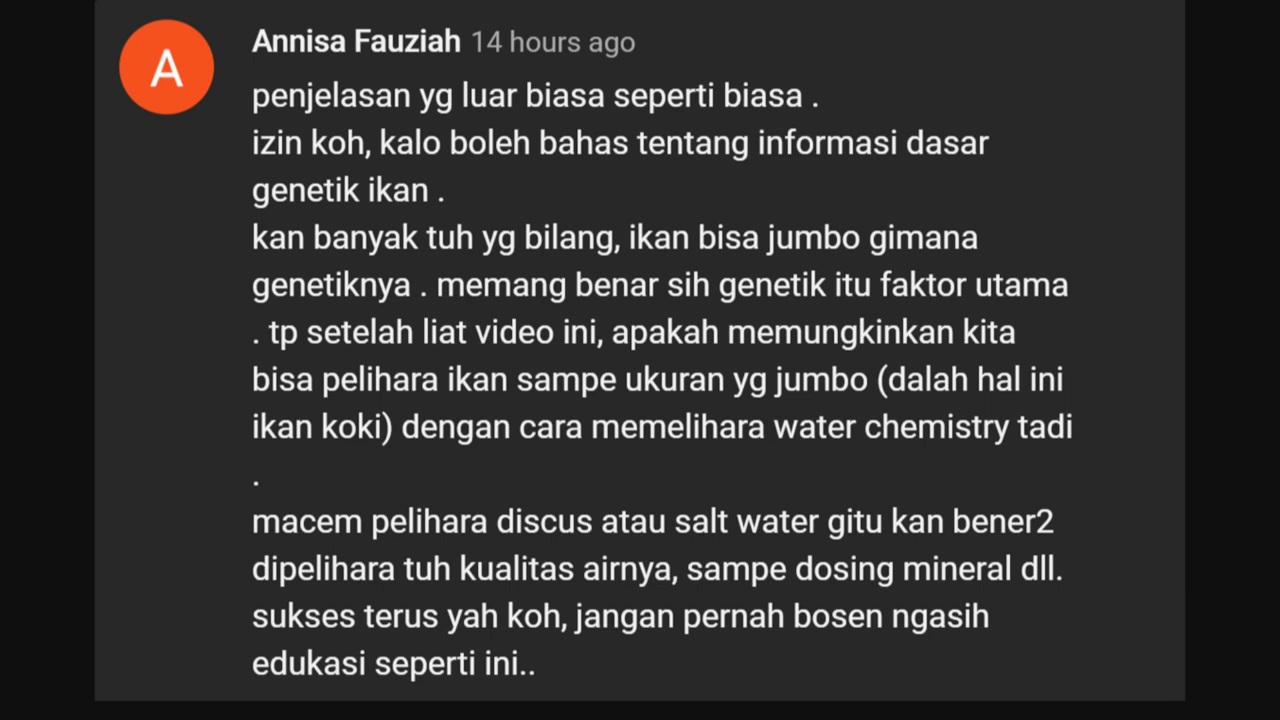 A
Annisa Fauziah 14 hours ago
penjelasan yg luar biasa seperti biasa .
izin koh, kalo boleh bahas tentang informasi dasar
genetik ikan .
kan banyak tuh yg bilang, ikan bisa jumbo gimana
genetiknya . memang benar sih genetik itu faktor utama
. tp setelah liat video ini, apakah memungkinkan kita
bisa pelihara ikan sampe ukuran yg jumbo (dalah hal ini
ikan koki) dengan cara memelihara water chemistry tadi
.
macem pelihara discus atau salt water gitu kan bener2
dipelihara tuh kualitas airnya, sampe dosing mineral dll.
sukses terus yah koh, jangan pernah bosen ngasih
edukasi seperti ini..